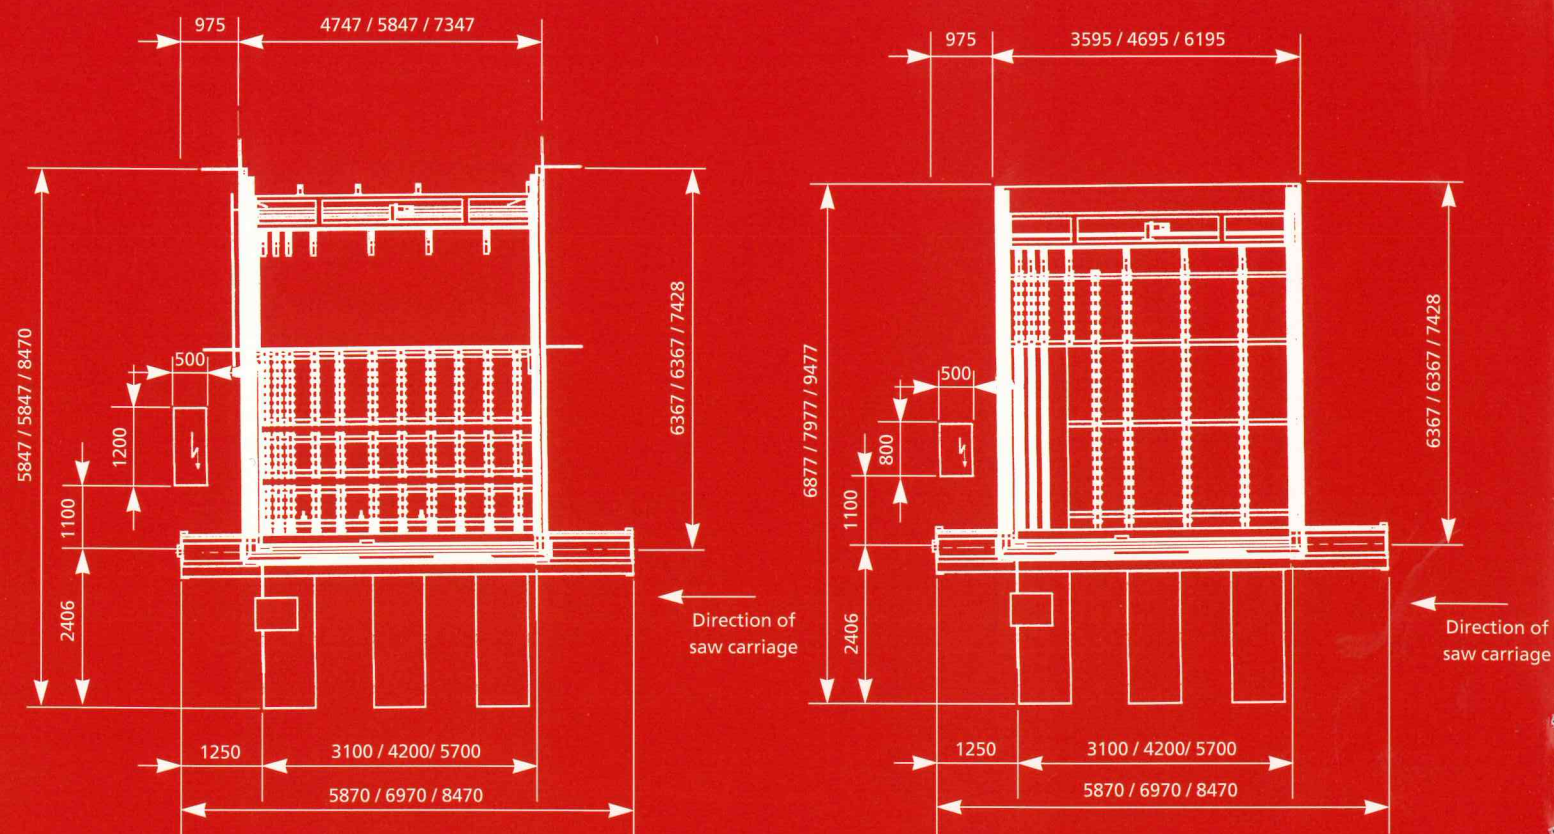 975
4747 / 5847 / 7347
5847 / 5847 / 8470
500
1200
1100
2406
6367 / 6367 / 7428
Direction of
saw carriage
1250
3100 / 4200/ 5700
5870 / 6970 / 8470
975
3595 / 4695 / 6195
6877 / 7977 / 9477
500
800
1100
2406
6367 / 6367 / 7428
Direction of
saw carriage
1250
3100 / 4200/ 5700
5870 / 6970 / 8470